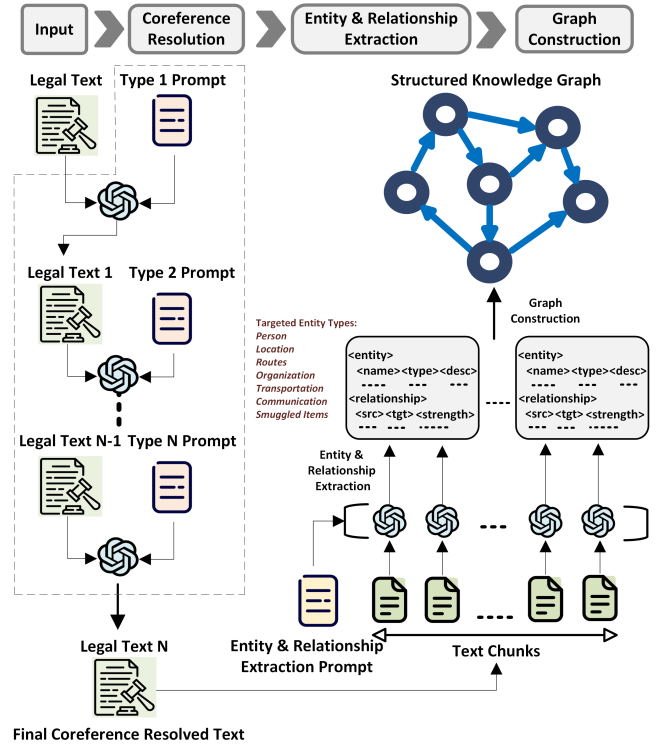 Input
Coreference
Resolution
Entity & Relationship
Extraction
Graph
Construction
Legal Text
Type 1 Prompt
Legal Text 1
Type 2 Prompt
Legal Text N-1
Type N Prompt
Legal Text N
Final Coreference Resolved Text
Structured Knowledge Graph
Graph
Construction
Targeted Entity Types:
Person
Location
Routes
Organization
Transportation
Communication
Smuggled Items
<entity>
<name><type><desc>
<relationship>
<src><tgt><strength>
<entity>
<name><type><desc>
<relationship>
<src><tgt><strength>
Entity &
Relationship
Extraction
Entity & Relationship
Extraction Prompt
Text Chunks